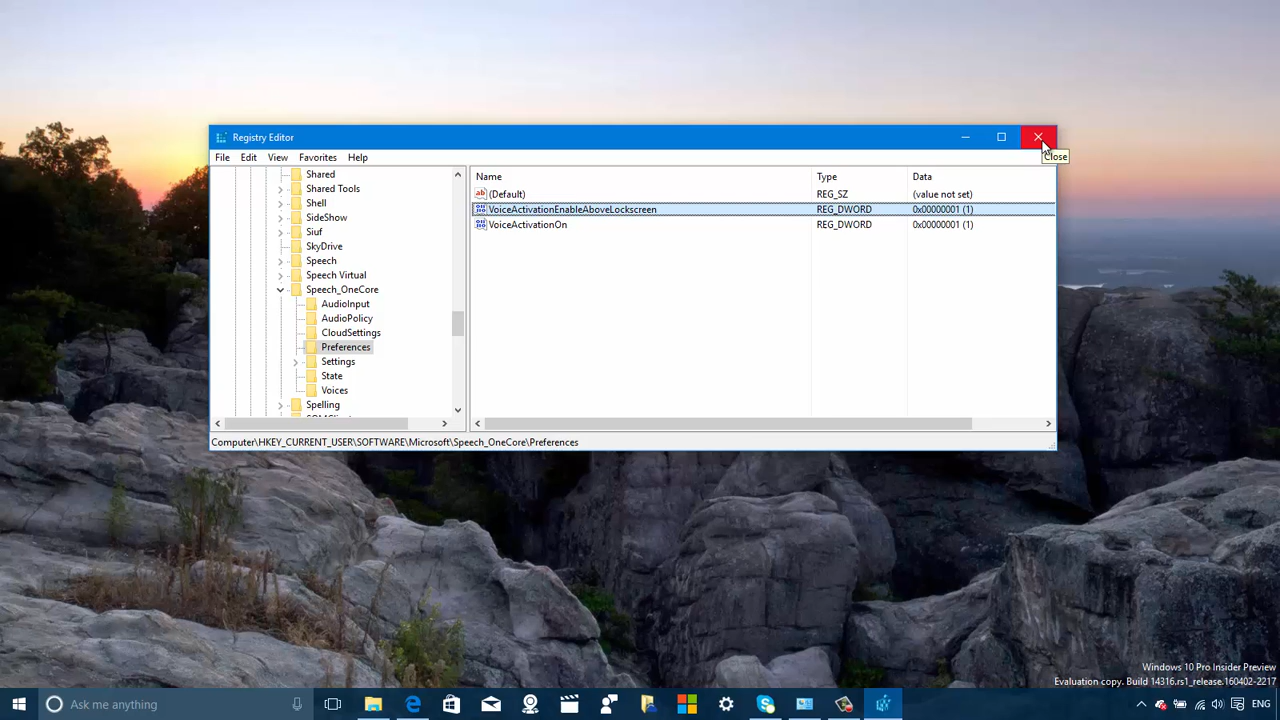 Registry Editor
Close
File Edit View Favorites Help
Shared
Shared Tools
Shell
SideShow
Siuf
SkyDrive
Speech
Speech Virtual
Speech_OneCore
AudioInput
AudioPolicy
CloudSettings
Preferences
Settings
State
Voices
Spelling
Name Type Data
ab (Default) REG_SZ (value not set)
VoiceActivationEnableAboveLockscreen REG_DWORD 0x00000001 (1)
VoiceActivationOn REG_DWORD 0x00000001 (1)
Computer\HKEY_CURRENT_USER\SOFTWARE\Microsoft\Speech_OneCore\Preferences
Windows 10 Pro Insider Preview
Evaluation copy. Build 14316.rs1_release.160402-2217
Ask me anything
ENG